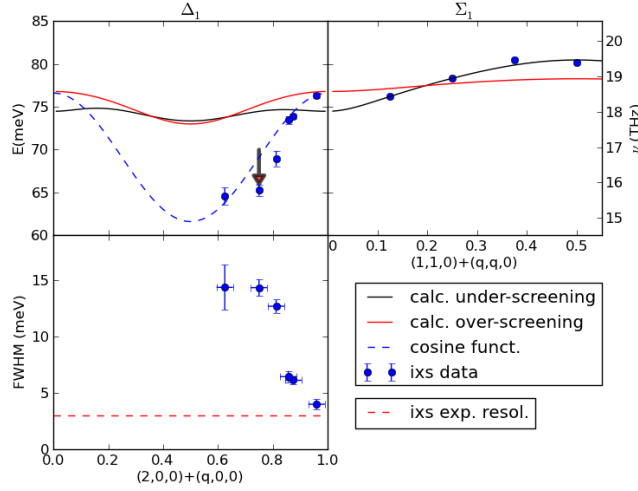 Δ₁ Σ₁
85
80
75
70
65
60
E(meV)
20
19
18
17
16
15
ν (THz)
0 0.1 0.2 0.3 0.4 0.5
(1,1,0)+(q,q,0)
15
10
5
0
FWHM (meV)
0.0 0.2 0.4 0.6 0.8 1.0
(2,0,0)+(q,0,0)
calc. under-screening
calc. over-screening
cosine funct.
ixs data
ixs exp. resol.